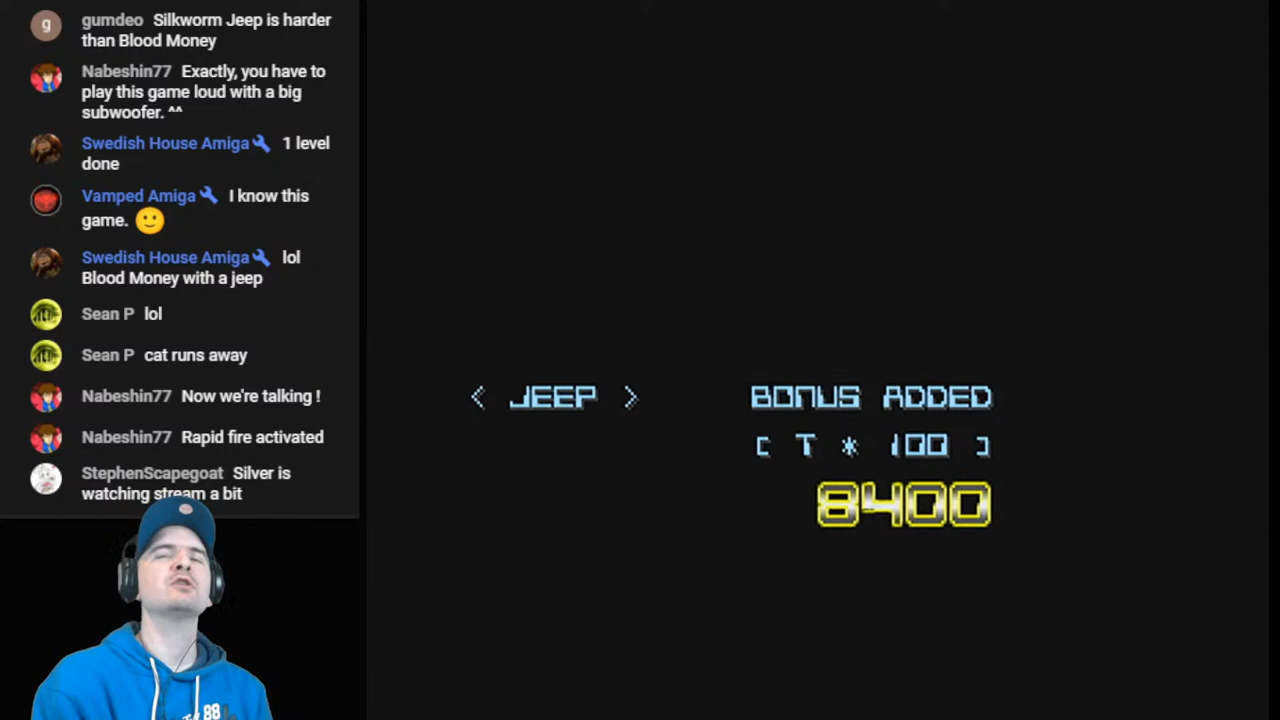 g
gumdeo Silkworm Jeep is harder
than Blood Money
Nabeshin77 Exactly, you have to
play this game loud with a big
subwoofer. ^^
Swedish House Amiga 1 level
done
Vamped Amiga I know this
game. 🙂
Swedish House Amiga lol
Blood Money with a jeep
Sean P lol
Sean P cat runs away
Nabeshin77 Now we're talking !
Nabeshin77 Rapid fire activated
StephenScapegoat Silver is
watching stream a bit
< JEEP >
BONUS ADDED
[ T * 100 ]
8400
88